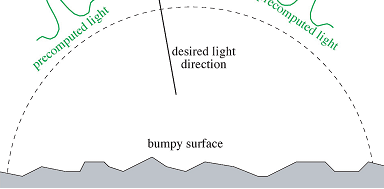 precomputed light
precomputed light
desired light
direction
bumpy surface